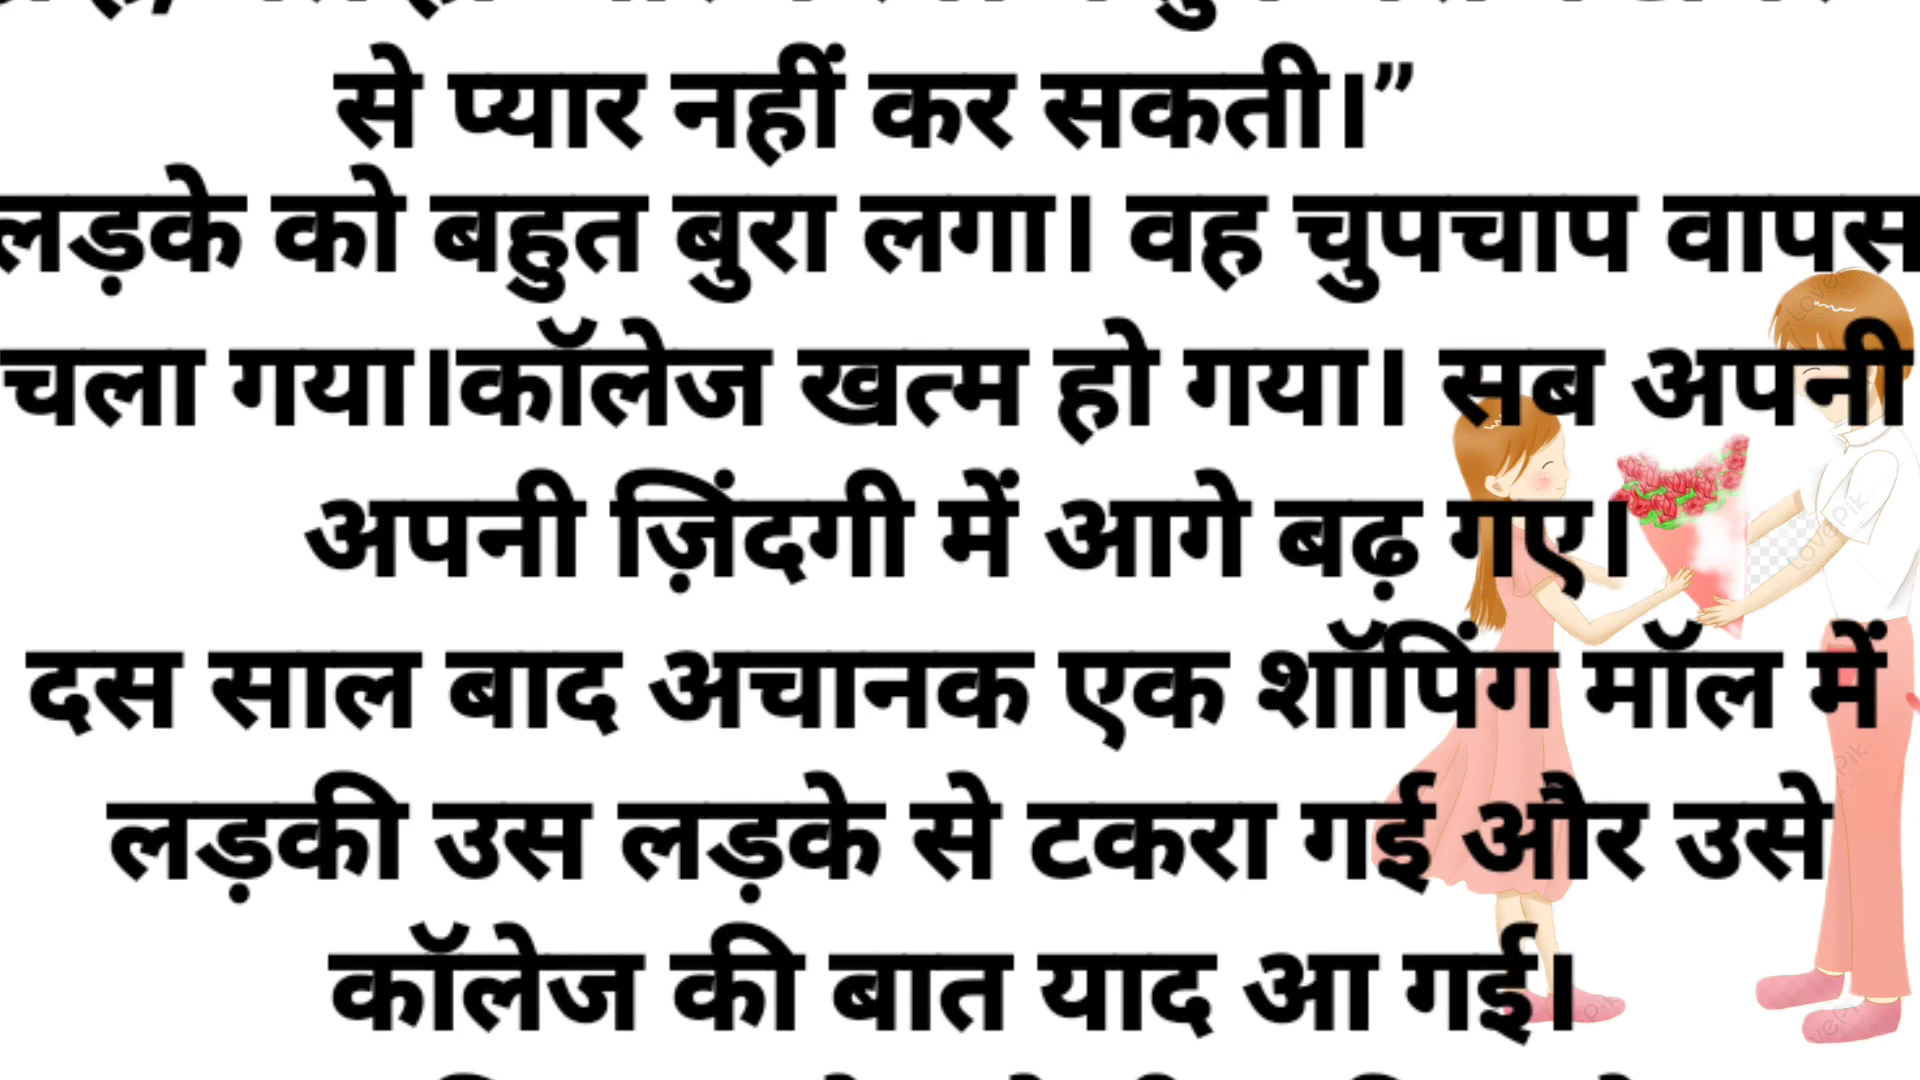 से प्यार नहीं कर सकती।”
लड़के को बहुत बुरा लगा। वह चुपचाप वापस
चला गया।कॉलेज खत्म हो गया। सब अपनी
अपनी ज़िंदगी में आगे बढ़ गए।
दस साल बाद अचानक एक शॉपिंग मॉल में
लड़की उस लड़के से टकरा गई और उसे
कॉलेज की बात याद आ गई।